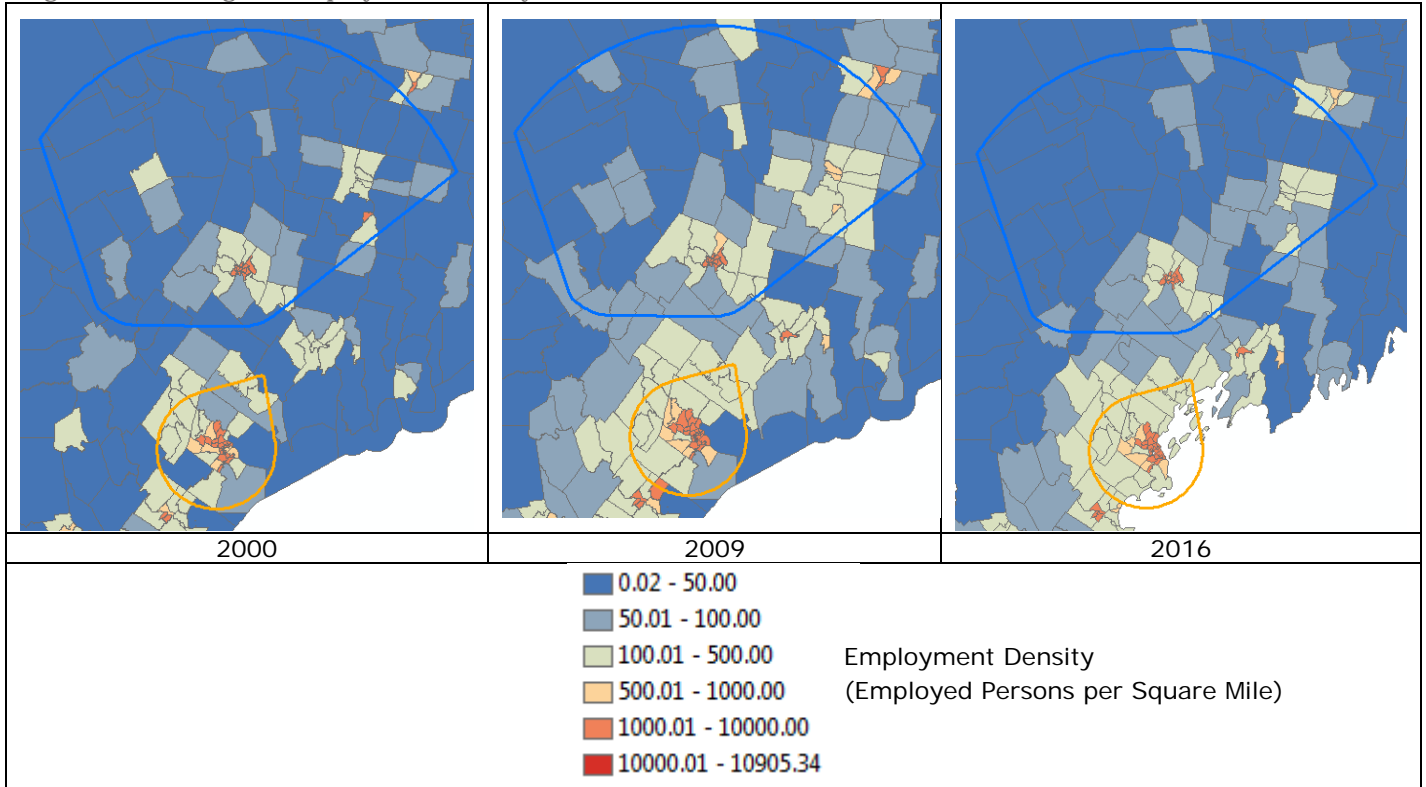 2000
2009
2016
0.02 - 50.00
50.01 - 100.00
100.01 - 500.00
500.01 - 1000.00
1000.01 - 10000.00
10000.01 - 10905.34
Employment Density
(Employed Persons per Square Mile)